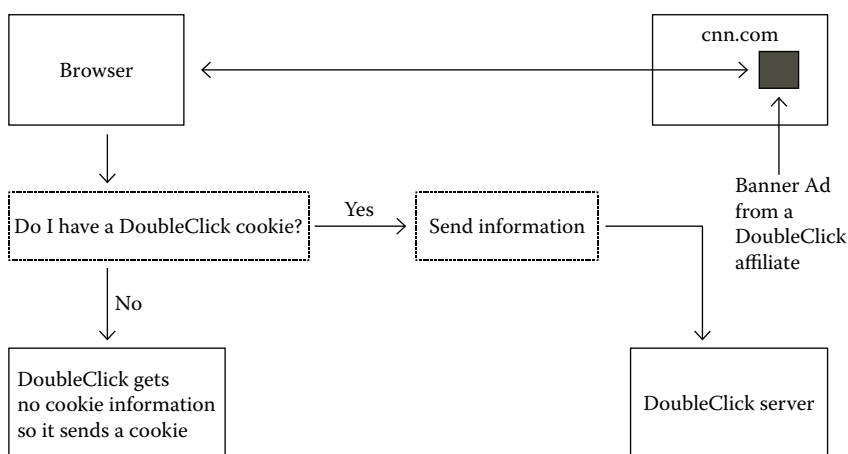 Browser
cnn.com
Banner Ad
from a
DoubleClick
affiliate
Do I have a DoubleClick cookie?
Yes
Send information
No
DoubleClick gets
no cookie information
so it sends a cookie
DoubleClick server